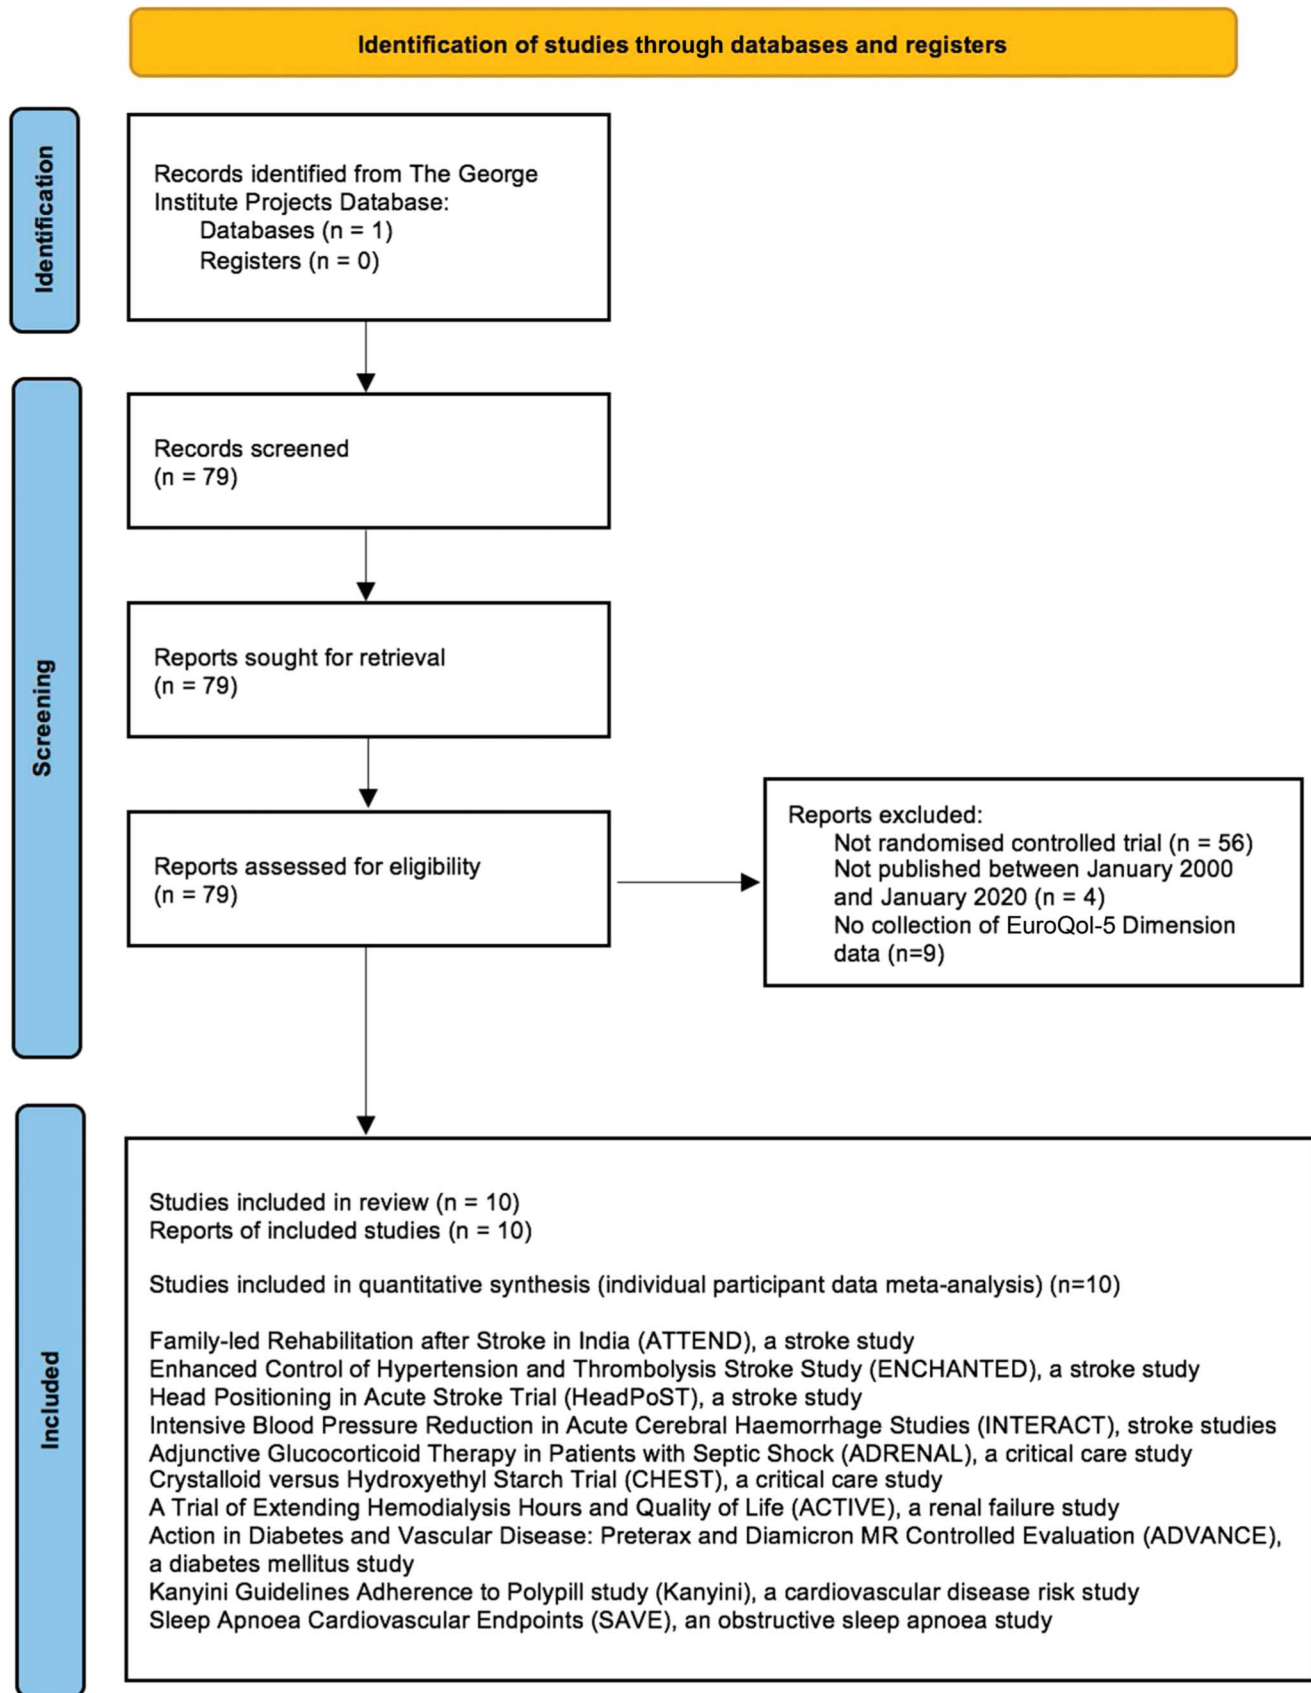 Identification of studies through databases and registers
Identification
Records identified from The George
Institute Projects Database:
Databases (n = 1)
Registers (n = 0)
Screening
Records screened
(n = 79)
Reports sought for retrieval
(n = 79)
Reports assessed for eligibility
(n = 79)
Reports excluded:
Not randomised controlled trial (n = 56)
Not published between January 2000
and January 2020 (n = 4)
No collection of EuroQol-5 Dimension
data (n=9)
Included
Studies included in review (n = 10)
Reports of included studies (n = 10)
Studies included in quantitative synthesis (individual participant data meta-analysis) (n=10)
Family-led Rehabilitation after Stroke in India (ATTEND), a stroke study
Enhanced Control of Hypertension and Thrombolysis Stroke Study (ENCHANTED), a stroke study
Head Positioning in Acute Stroke Trial (HeadPoST), a stroke study
Intensive Blood Pressure Reduction in Acute Cerebral Haemorrhage Studies (INTERACT), stroke studies
Adjunctive Glucocorticoid Therapy in Patients with Septic Shock (ADRENAL), a critical care study
Crystalloid versus Hydroxyethyl Starch Trial (CHEST), a critical care study
A Trial of Extending Hemodialysis Hours and Quality of Life (ACTIVE), a renal failure study
Action in Diabetes and Vascular Disease: Preterax and Diamicron MR Controlled Evaluation (ADVANCE),
a diabetes mellitus study
Kanyini Guidelines Adherence to Polypill study (Kanyini), a cardiovascular disease risk study
Sleep Apnoea Cardiovascular Endpoints (SAVE), an obstructive sleep apnoea study